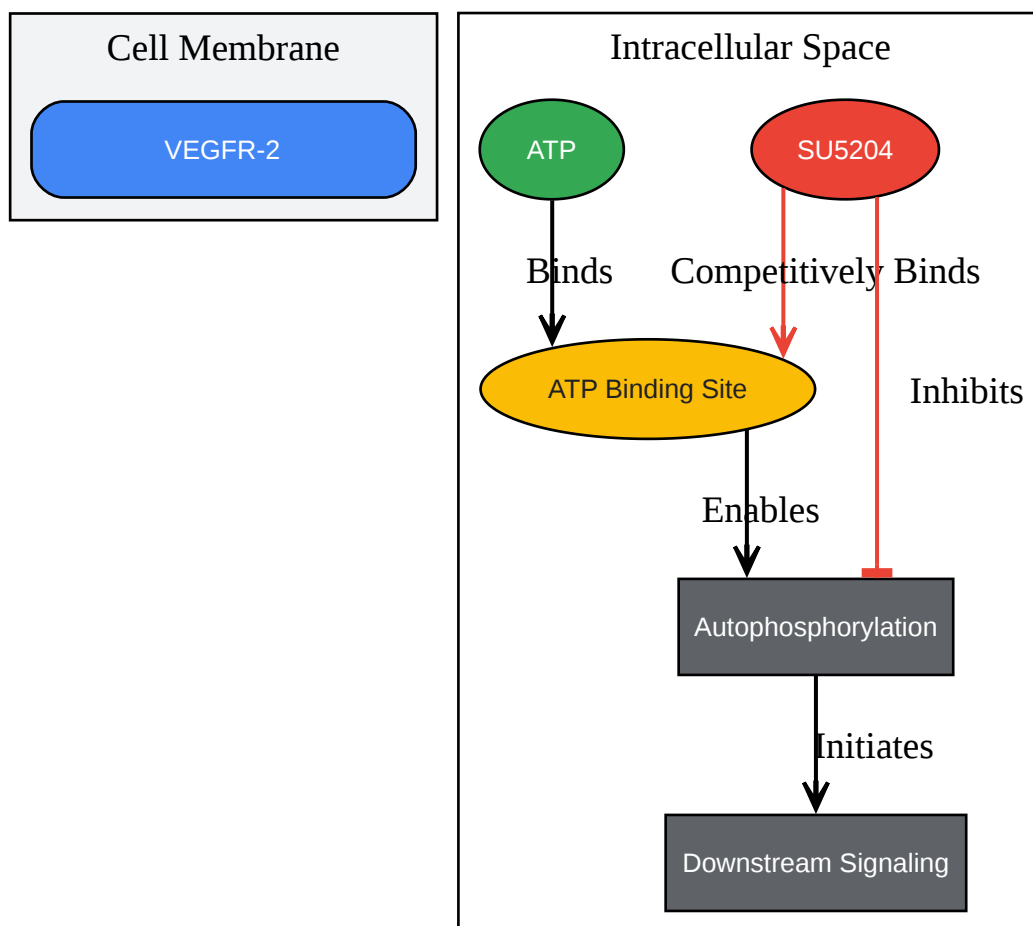 Cell Membrane
VEGFR-2
Intracellular Space
ATP
SU5204
Binds
Competitively Binds
ATP Binding Site
Inhibits
Enables
Autophosphorylation
Initiates
Downstream Signaling